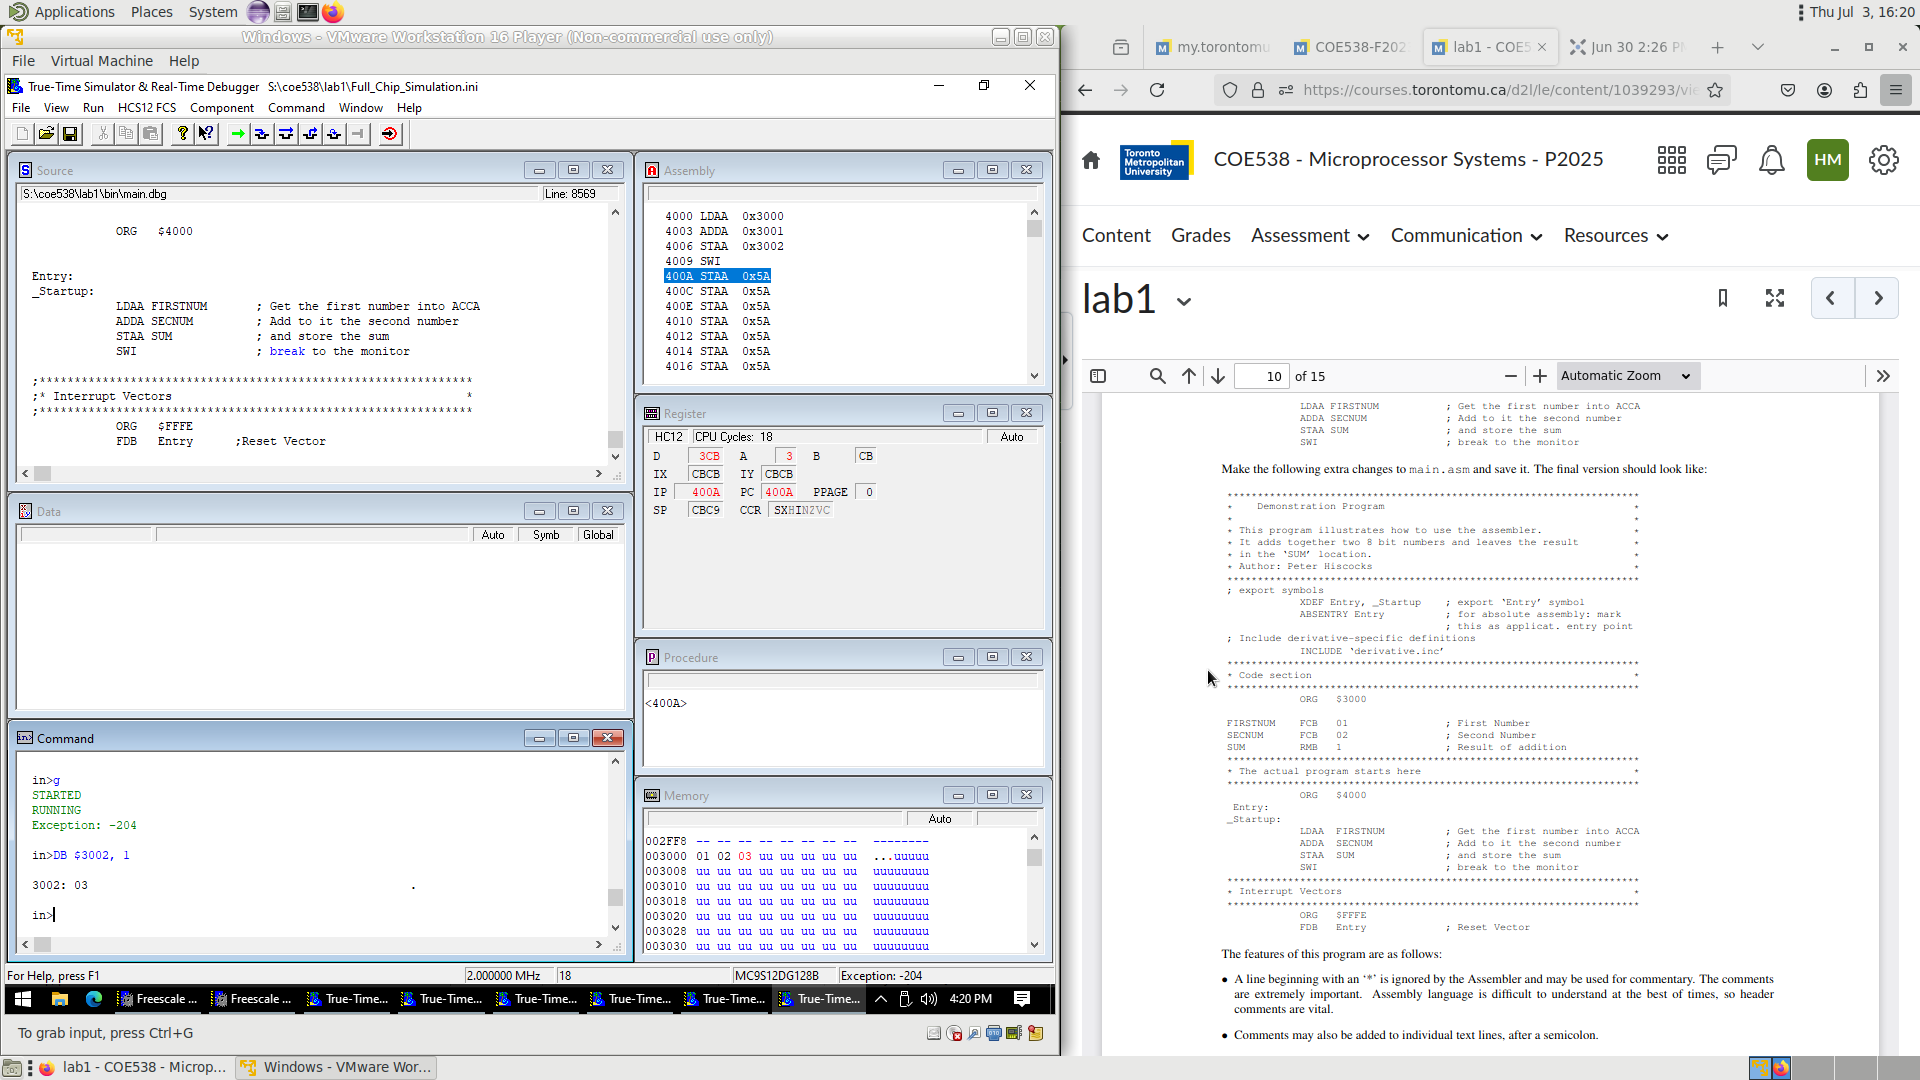 Applications Places System
Thu Jul 3, 16:20
Windows - VMware Workstation 16 Player (Non-commercial use only)
File Virtual Machine Help
True-Time Simulator & Real-Time Debugger S:\coe538\lab1\Full_Chip_Simulation.ini
File View Run HCS12 FCS Component Command Window Help
Source
S:\coe538\lab1\bin\main.dbg Line: 8569
ORG $4000
Entry:
_Startup:
LDAA FIRSTNUM ; Get the first number into ACCA
ADDA SECNUM ; Add to it the second number
STAA SUM ; and store the sum
SWI ; break to the monitor
;**************************************************************
;* Interrupt Vectors *
;**************************************************************
ORG $FFFE
FDB Entry ;Reset Vector
Data
Auto Symb Global
Command
in>g
STARTED
RUNNING
Exception: -204
in>DB $3002, 1
3002: 03 .
in>
Assembly
4000 LDAA 0x3000
4003 ADDA 0x3001
4006 STAA 0x3002
4009 SWI
400A STAA 0x5A
400C STAA 0x5A
400E STAA 0x5A
4010 STAA 0x5A
4012 STAA 0x5A
4014 STAA 0x5A
4016 STAA 0x5A
Register
HC12 CPU Cycles: 18 Auto
D 3CB A 3 B CB
IX CBCB IY CBCB
IP 400A PC 400A PPAGE 0
SP CBC9 CCR SXHINZVC
Procedure
<400A>
Memory
Auto
002FF8 -- -- -- -- -- -- -- -- --------
003000 01 02 03 uu uu uu uu uu ...uuuuu
003008 uu uu uu uu uu uu uu uu uuuuuuuu
003010 uu uu uu uu uu uu uu uu uuuuuuuu
003018 uu uu uu uu uu uu uu uu uuuuuuuu
003020 uu uu uu uu uu uu uu uu uuuuuuuu
003028 uu uu uu uu uu uu uu uu uuuuuuuu
003030 uu uu uu uu uu uu uu uu uuuuuuuu
For Help, press F1 2.000000 MHz 18 MC9S12DG128B Exception: -204
Freescale ... Freescale ... True-Time... True-Time... True-Time... True-Time... True-Time... True-Time... 4:20 PM
To grab input, press Ctrl+G
lab1 - COE538 - Microp... Windows - VMware Wor...
my.torontomu COE538-F202 lab1 - COE5 Jun 30 2:26 P
https://courses.torontomu.ca/d2l/le/content/1039293/vi
Toronto
Metropolitan
University
COE538 - Microprocessor Systems - P2025
HM
Content Grades Assessment Communication Resources
lab1
10 of 15 Automatic Zoom
LDAA FIRSTNUM ; Get the first number into ACCA
ADDA SECNUM ; Add to it the second number
STAA SUM ; and store the sum
SWI ; break to the monitor
Make the following extra changes to main.asm and save it. The final version should look like:
********************************************************************
* Demonstration Program *
* *
* This program illustrates how to use the assembler. *
* It adds together two 8 bit numbers and leaves the result *
* in the ‘SUM’ location. *
* Author: Peter Hiscocks *
********************************************************************
; export symbols
XDEF Entry, _Startup ; export ‘Entry’ symbol
ABSENTRY Entry ; for absolute assembly: mark
; this as applicat. entry point
; Include derivative-specific definitions
INCLUDE ‘derivative.inc’
********************************************************************
* Code section *
********************************************************************
ORG $3000
FIRSTNUM FCB 01 ; First Number
SECNUM FCB 02 ; Second Number
SUM RMB 1 ; Result of addition
********************************************************************
* The actual program starts here *
********************************************************************
ORG $4000
Entry:
_Startup:
LDAA FIRSTNUM ; Get the first number into ACCA
ADDA SECNUM ; Add to it the second number
STAA SUM ; and store the sum
SWI ; break to the monitor
********************************************************************
* Interrupt Vectors *
********************************************************************
ORG $FFFE
FDB Entry ; Reset Vector
The features of this program are as follows:
• A line beginning with an ‘*’ is ignored by the Assembler and may be used for commentary. The comments
are extremely important. Assembly language is difficult to understand at the best of times, so header
comments are vital.
• Comments may also be added to individual text lines, after a semicolon.